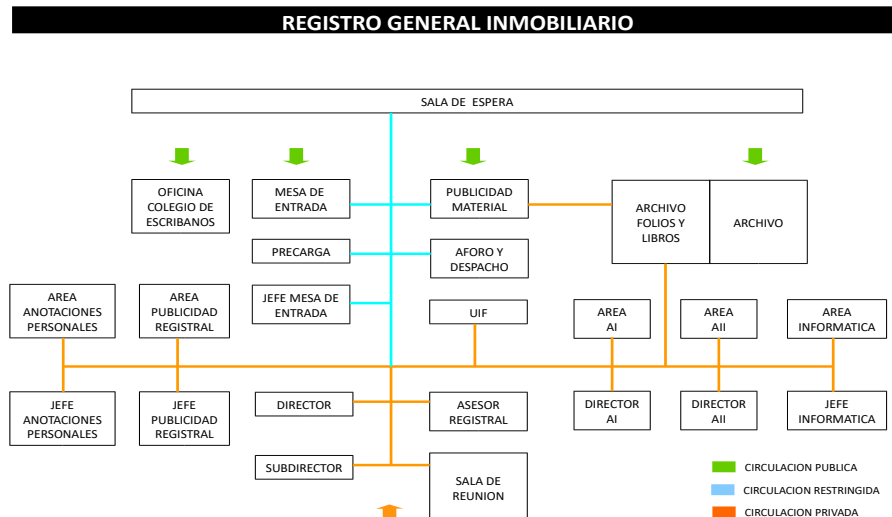 REGISTRO GENERAL INMOBILIARIO
SALA DE ESPERA
OFICINA
COLEGIO DE
ESCRIBANOS
MESA DE
ENTRADA
PUBLICIDAD
MATERIAL
ARCHIVO
FOLIOS Y
LIBROS
ARCHIVO
PRECARGA
AFORO Y
DESPACHO
AREA
ANOTACIONES
PERSONALES
AREA
PUBLICIDAD
REGISTRAL
JEFE MESA DE
ENTRADA
UIF
AREA
AI
AREA
AII
AREA
INFORMATICA
JEFE
ANOTACIONES
PERSONALES
JEFE
PUBLICIDAD
REGISTRAL
DIRECTOR
ASESOR
REGISTRAL
DIRECTOR
AI
DIRECTOR
AII
JEFE
INFORMATICA
SUBDIRECTOR
SALA DE
REUNION
CIRCULACION PUBLICA
CIRCULACION RESTRINGIDA
CIRCULACION PRIVADA